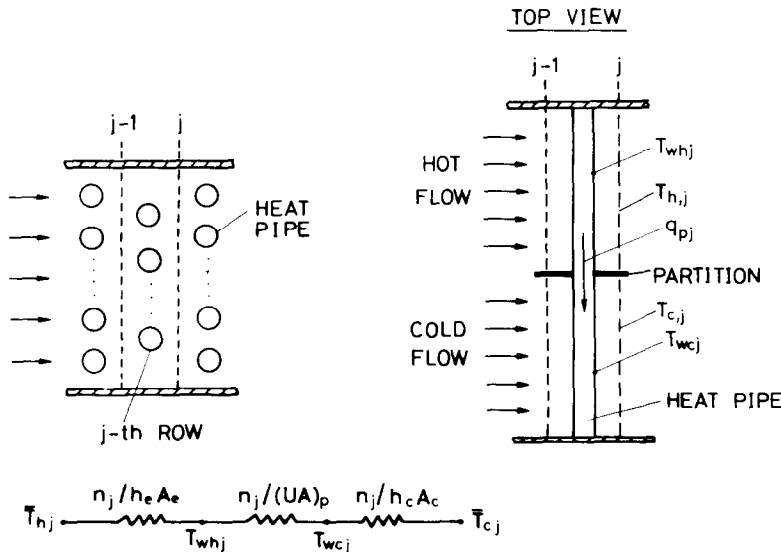 TOP VIEW
j-1 j
HEAT
PIPE
j-th ROW
j-1 j
HOT
FLOW
T_whj
T_h,j
q_pj
PARTITION
COLD
FLOW
T_c,j
T_wcj
HEAT PIPE
n_j/h_eA_e n_j/(UA)_p n_j/h_cA_c
T̅_hj T_whj T_wcj T̅_cj